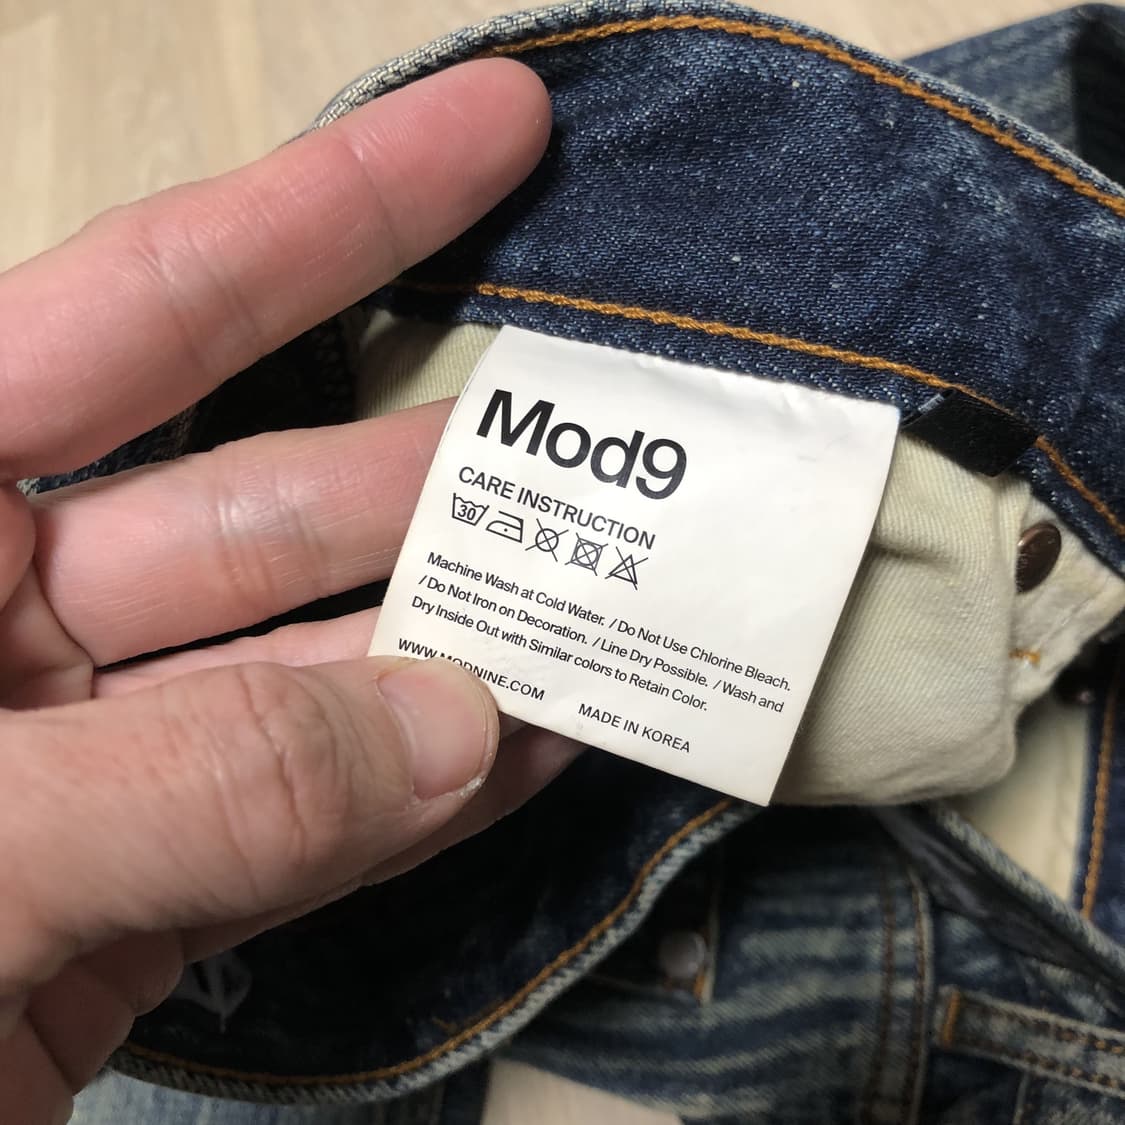 Mod9
CARE INSTRUCTION
30
Machine Wash at Cold Water. / Do Not Use Chlorine Bleach.
/ Do Not Iron on Decoration. / Line Dry Possible. / Wash and
Dry Inside Out with Similar colors to Retain Color.
WWW.MODNINE.COM
MADE IN KOREA